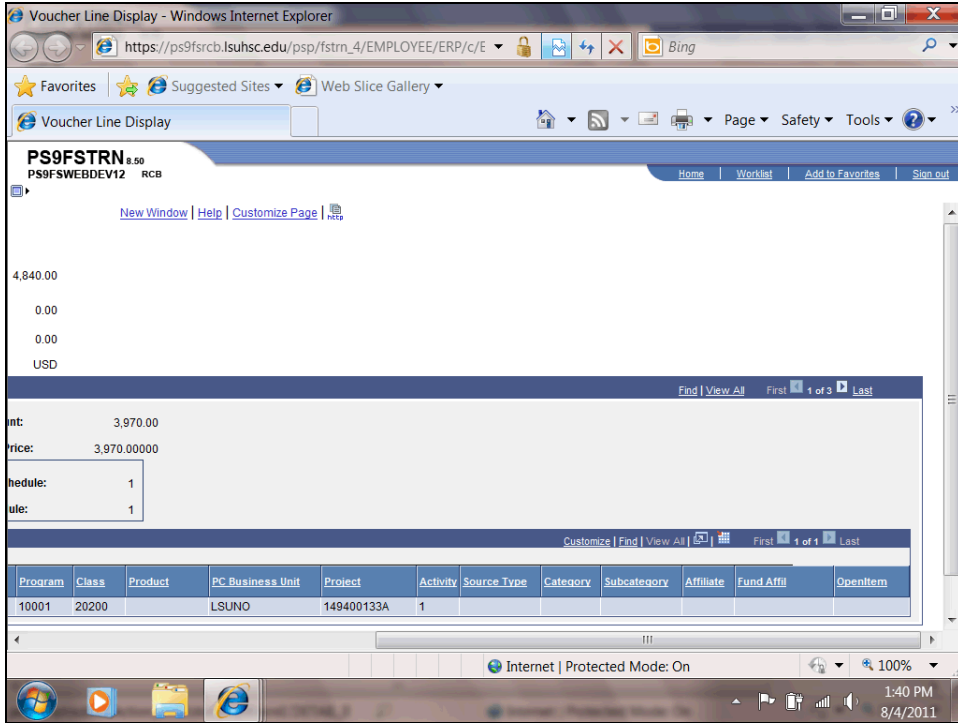 Voucher Line Display - Windows Internet Explorer
https://ps9fsrcb.lsuhsc.edu/psp/fstrn_4/EMPLOYEE/ERP/c/E
Bing
Favorites
Suggested Sites
Web Slice Gallery
Voucher Line Display
Page Safety Tools
PS9FSTRN 8.50
PS9FSWEBDEV12 RCB
Home | Worklist | Add to Favorites | Sign out
New Window | Help | Customize Page | http
4,840.00
0.00
0.00
USD
Find | View All First 1 of 3 Last
unt: 3,970.00
Price: 3,970.00000
hedule: 1
ule: 1
Customize | Find | View All | First 1 of 1 Last
Program Class Product PC Business Unit Project Activity Source Type Category Subcategory Affiliate Fund Affil OpenItem
10001 20200 LSUNO 149400133A 1
Internet | Protected Mode: On 100%
1:40 PM
8/4/2011